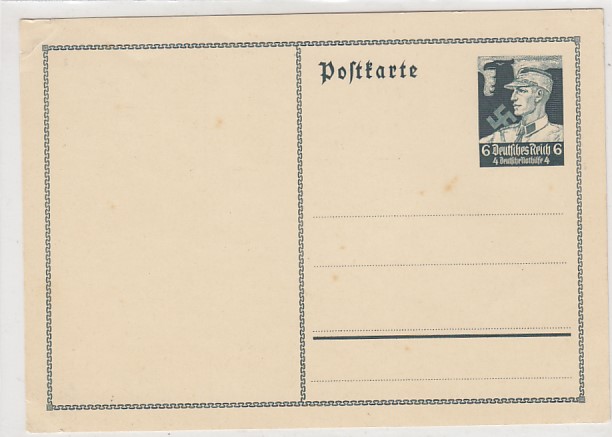 Postkarte
6 Deutsches Reich 6
4 Deutsche Nothilfe 4